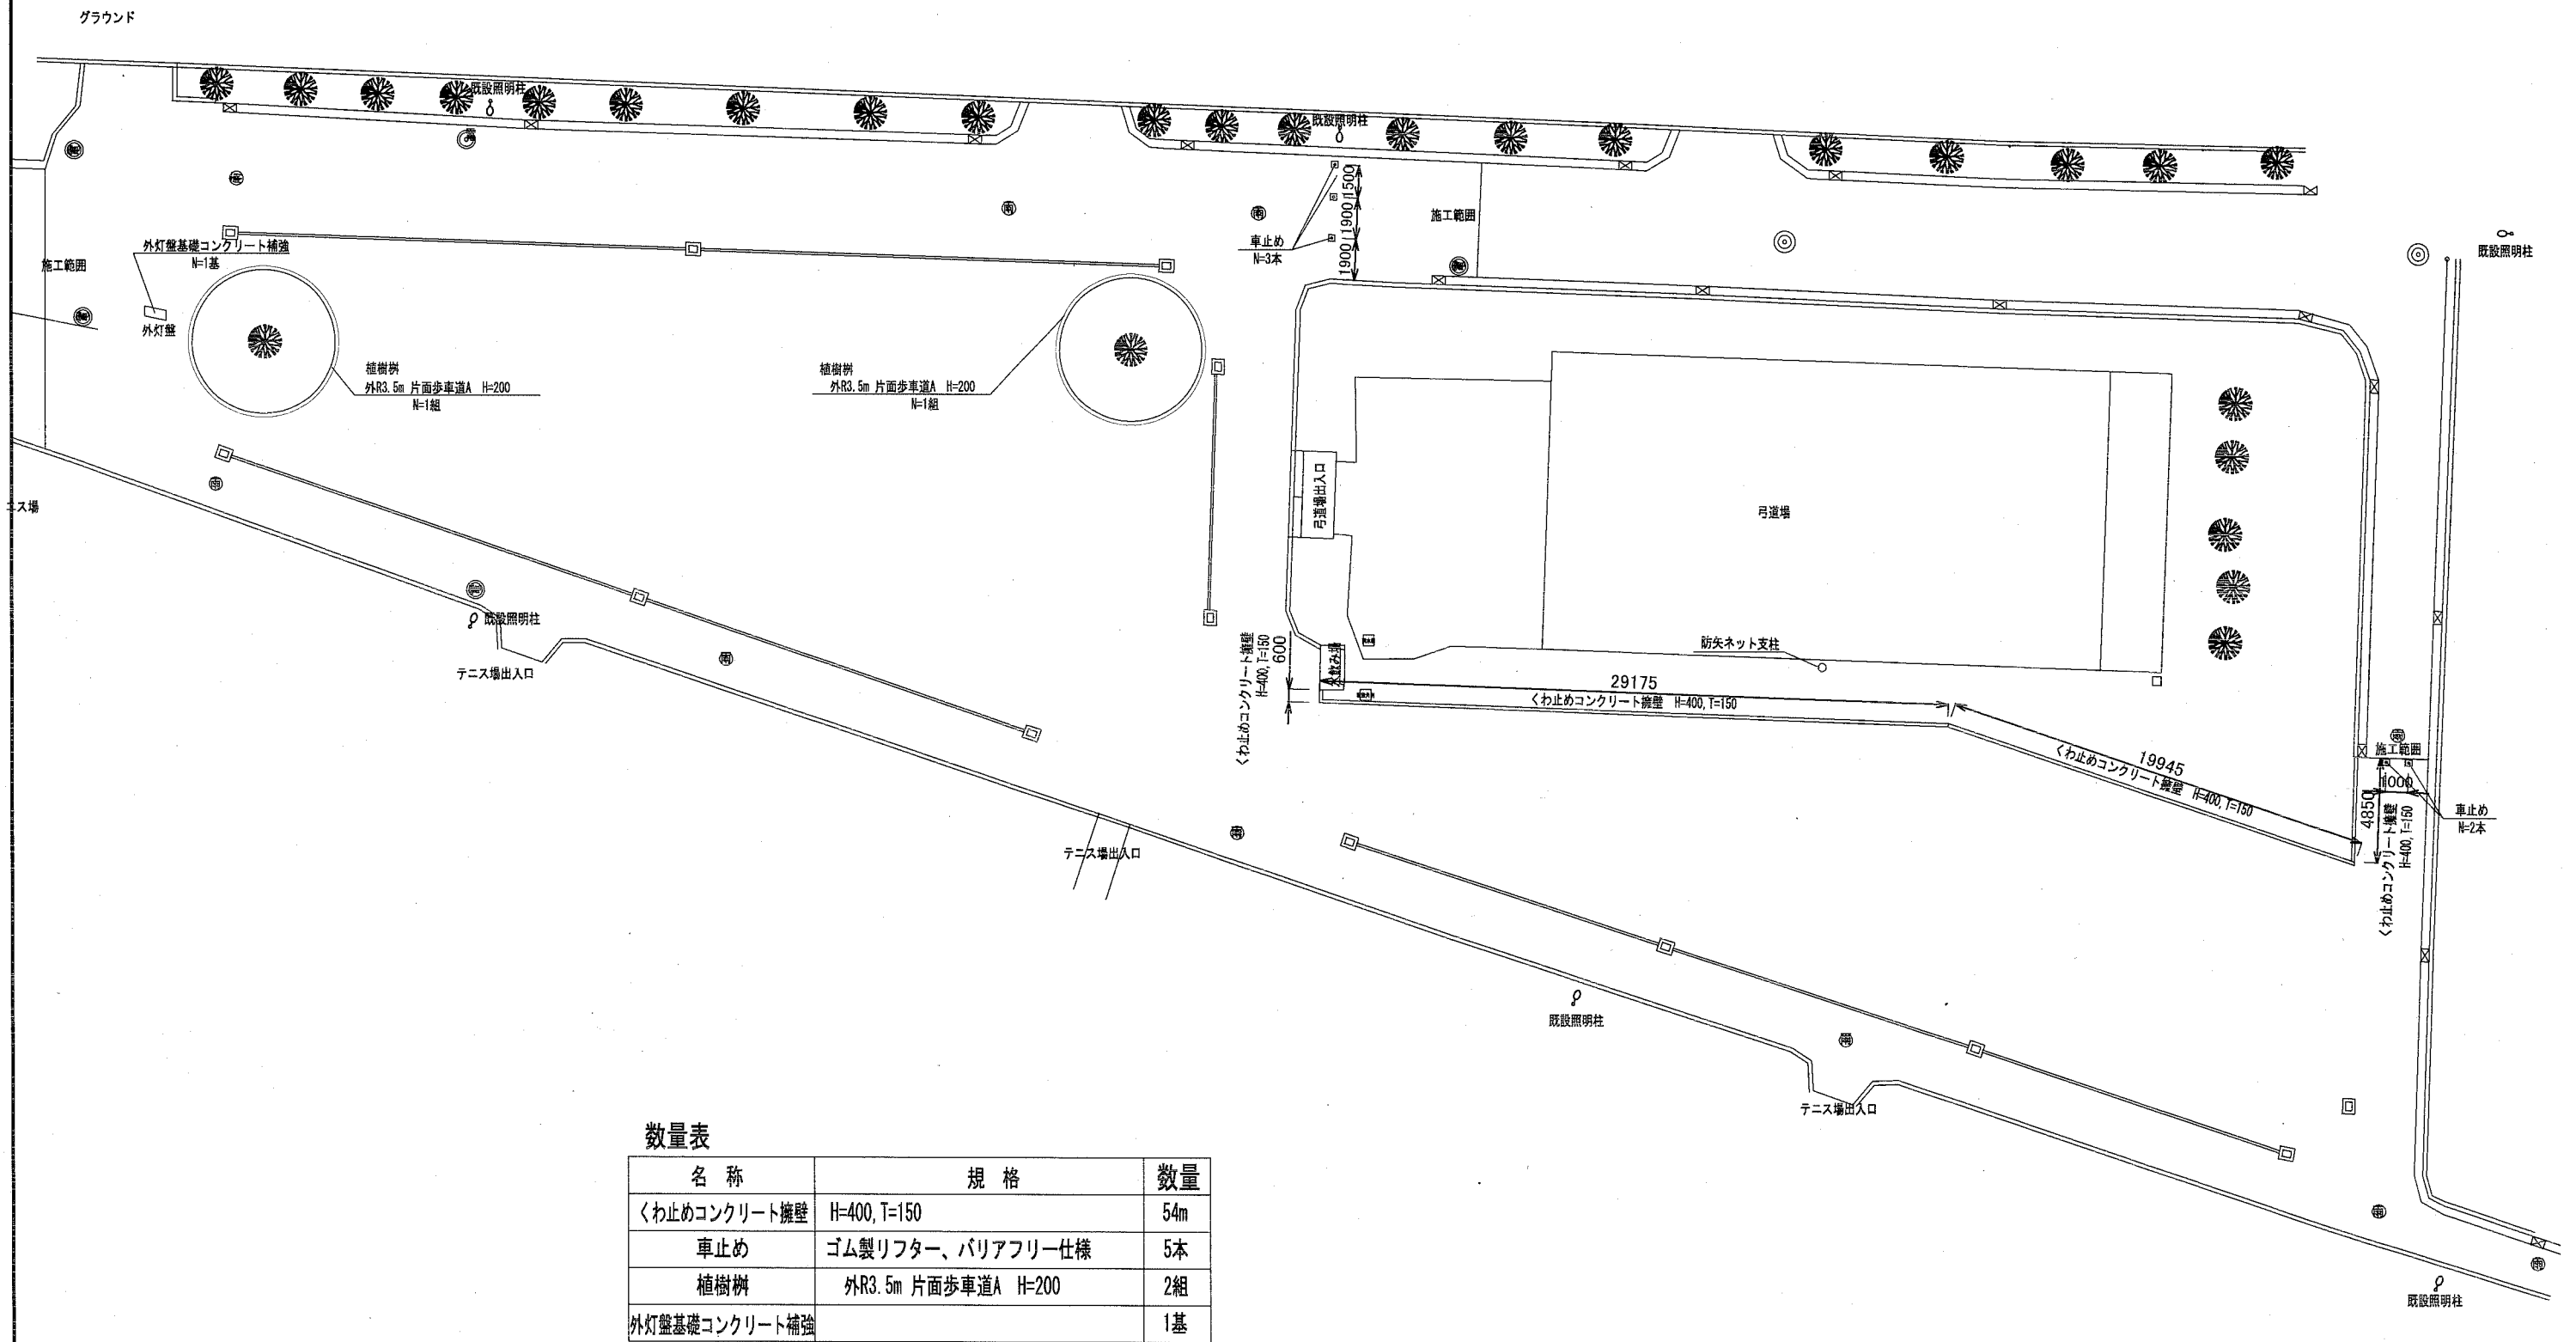 グラウンド
既設照明柱
既設照明柱
既設照明柱
1500
1900
1900
車止め
N=3本
施工範囲
外灯盤基礎コンクリート補強
N=1基
施工範囲
外灯盤
植樹桝
外R3.5m 片面歩車道A H=200
N=1組
植樹桝
外R3.5m 片面歩車道A H=200
N=1組
弓道場出入口
弓道場
ニス場
既設照明柱
テニス場出入口
くわ止めコンクリート擁壁
H=400,T=150
600
水飲み場
防矢ネット支柱
29175
くわ止めコンクリート擁壁 H=400,T=150
19945
くわ止めコンクリート擁壁 H=400,T=150
施工範囲
1000
4850
くわ止めコンクリート擁壁
H=400,T=150
車止め
N=2本
テニス場出入口
既設照明柱
テニス場出入口
既設照明柱
数量表
名 称 規 格 数量
くわ止めコンクリート擁壁 H=400,T=150 54m
車止め ゴム製リフター、バリアフリー仕様 5本
植樹桝 外R3.5m 片面歩車道A H=200 2組
外灯盤基礎コンクリート補強 1基